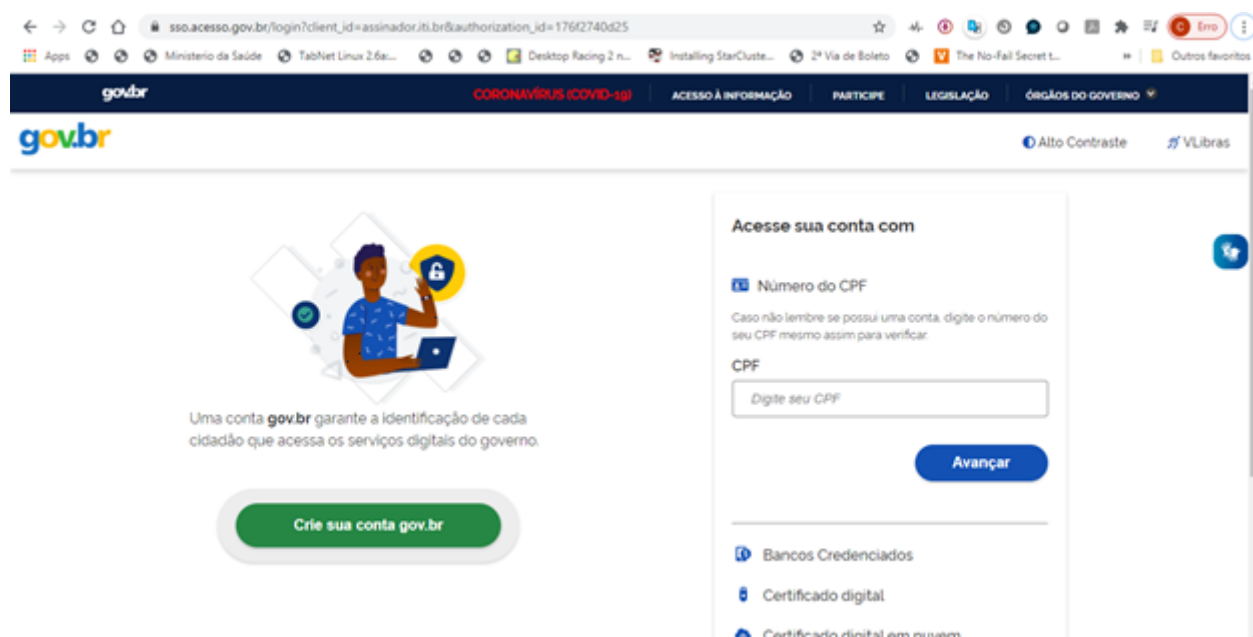 sso.acesso.gov.br/login?client_id=assinador.iti.br&authorization_id=176f2740d25
C Erro
Apps Ministerio da Saúde TabNet Linux 2.6a:... Desktop Racing 2 n... Installing StarCluste... 2ª Via de Boleto The No-Fail Secret t... » Outros favoritos
govbr CORONAVÍRUS (COVID-19) ACESSO À INFORMAÇÃO PARTICIPE LEGISLAÇÃO ÓRGÃOS DO GOVERNO
gov.br Alto Contraste VLibras
Uma conta gov.br garante a identificação de cada
cidadão que acessa os serviços digitais do governo.
Crie sua conta gov.br
Acesse sua conta com
Número do CPF
Caso não lembre se possui uma conta, digite o número do
seu CPF mesmo assim para verificar.
CPF
Digite seu CPF
Avançar
Bancos Credenciados
Certificado digital
Certificado digital em nuvem